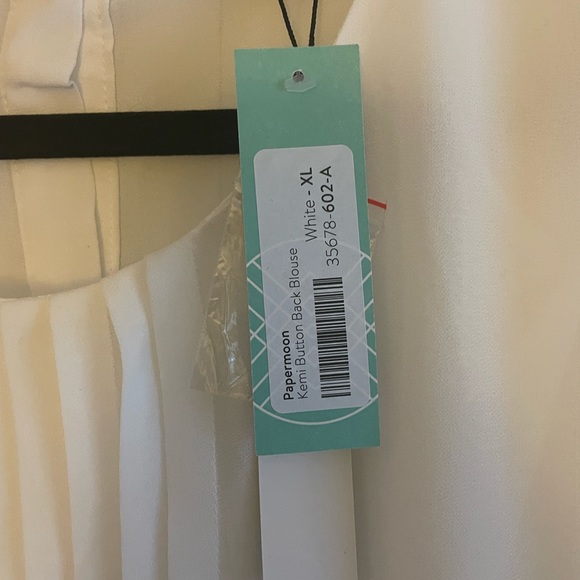 Papermoon
Kemi Button Back Blouse
White - XL
35678-602-A